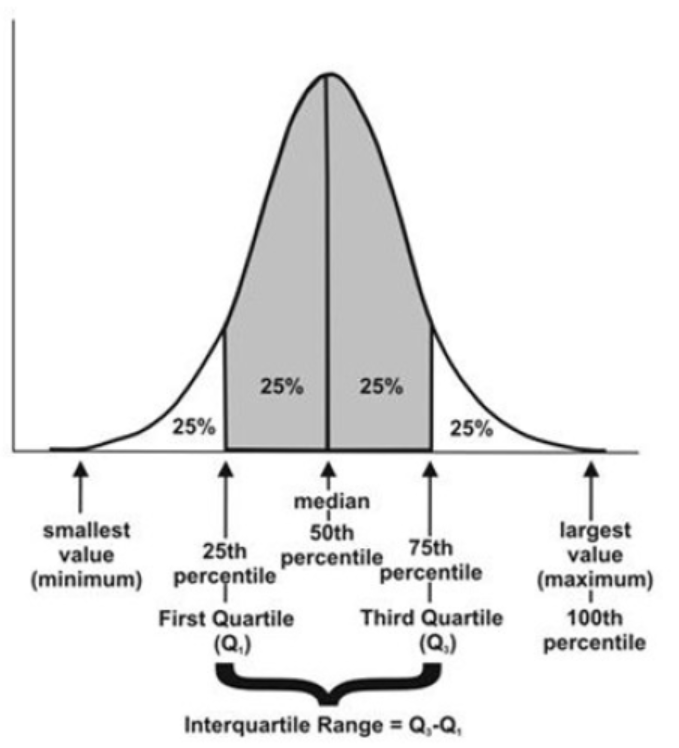 25%
25%
25%
25%
smallest
value
(minimum)
25th
percentile
First Quartile
(Q₁)
median
50th
percentile
75th
percentile
Third Quartile
(Q₃)
largest
value
(maximum)
100th
percentile
Interquartile Range = Q₃-Q₁